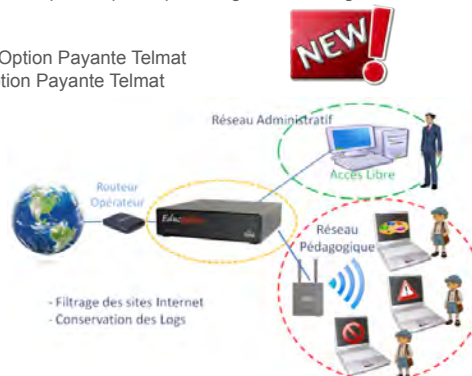 Option Payante Telmat
tion Payante Telmat
NEW!
Réseau Administratif
Accès Libre
Routeur
Opérateur
Réseau
Pédagogique
- Filtrage des sites Internet
- Conservation des Logs